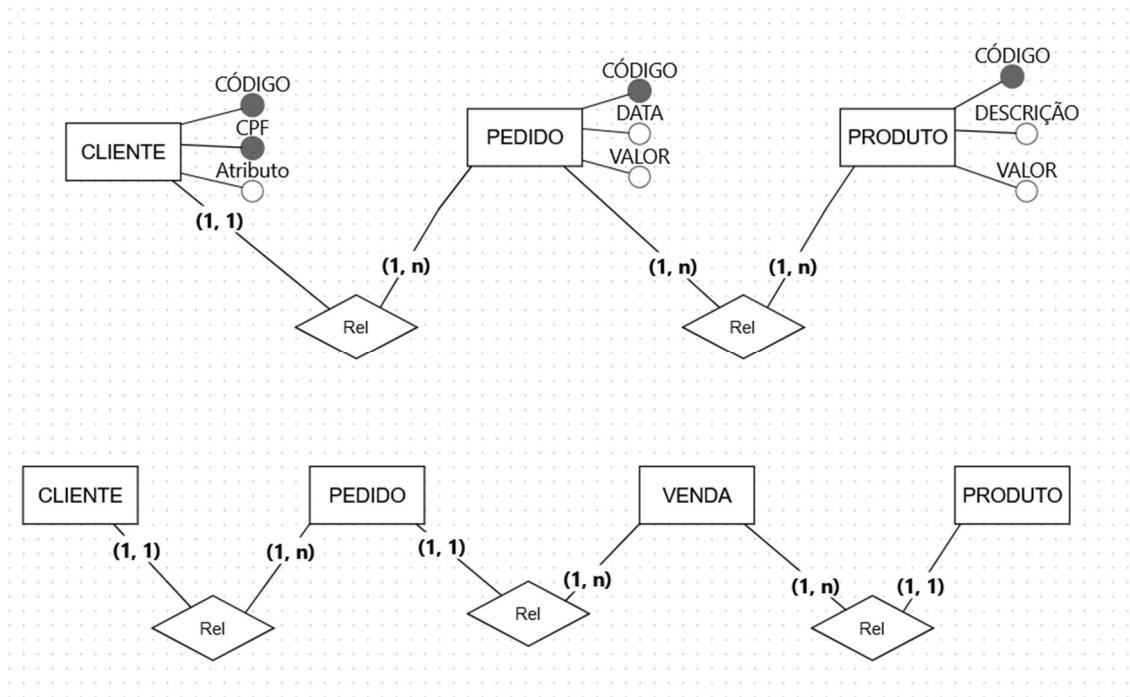 CÓDIGO
CPF
Atributo
CLIENTE
(1, 1)
CÓDIGO
DATA
VALOR
PEDIDO
(1, n)
(1, n)
CÓDIGO
DESCRIÇÃO
VALOR
PRODUTO
(1, n)
Rel
Rel
CLIENTE
PEDIDO
VENDA
PRODUTO
(1, 1)
(1, n)
(1, 1)
(1, n)
(1, n)
(1, 1)
Rel
Rel
Rel